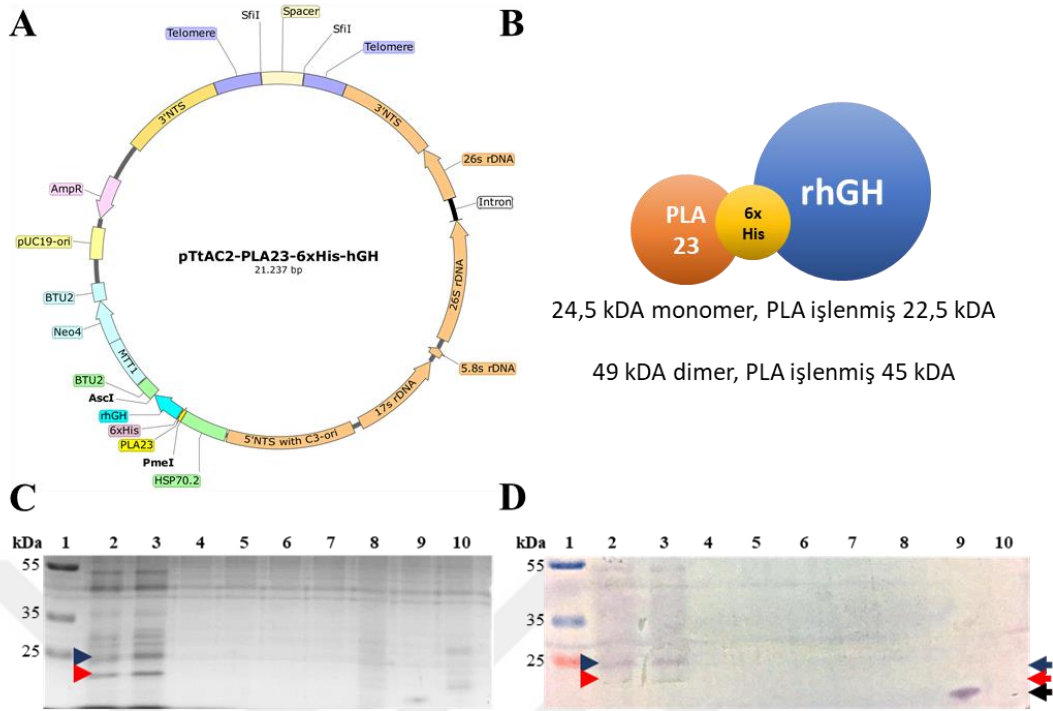 A
SfiI
Spacer
SfiI
Telomere
Telomere
3'NTS
3'NTS
26s rDNA
Intron
26S rDNA
5.8s rDNA
17s rDNA
5'NTS with C3-ori
HSP70.2
PmeI
PLA23
6xHis
rhGH
AscI
BTU2
MTT1
Neo4
BTU2
pUC19-ori
AmpR
pTtAC2-PLA23-6xHis-hGH
21.237 bp
B
PLA
23
6x
His
rhGH
24,5 kDA monomer, PLA işlenmiş 22,5 kDA
49 kDA dimer, PLA işlenmiş 45 kDA
C
kDa 1 2 3 4 5 6 7 8 9 10
55
35
25
D
kDa 1 2 3 4 5 6 7 8 9 10
55
35
25